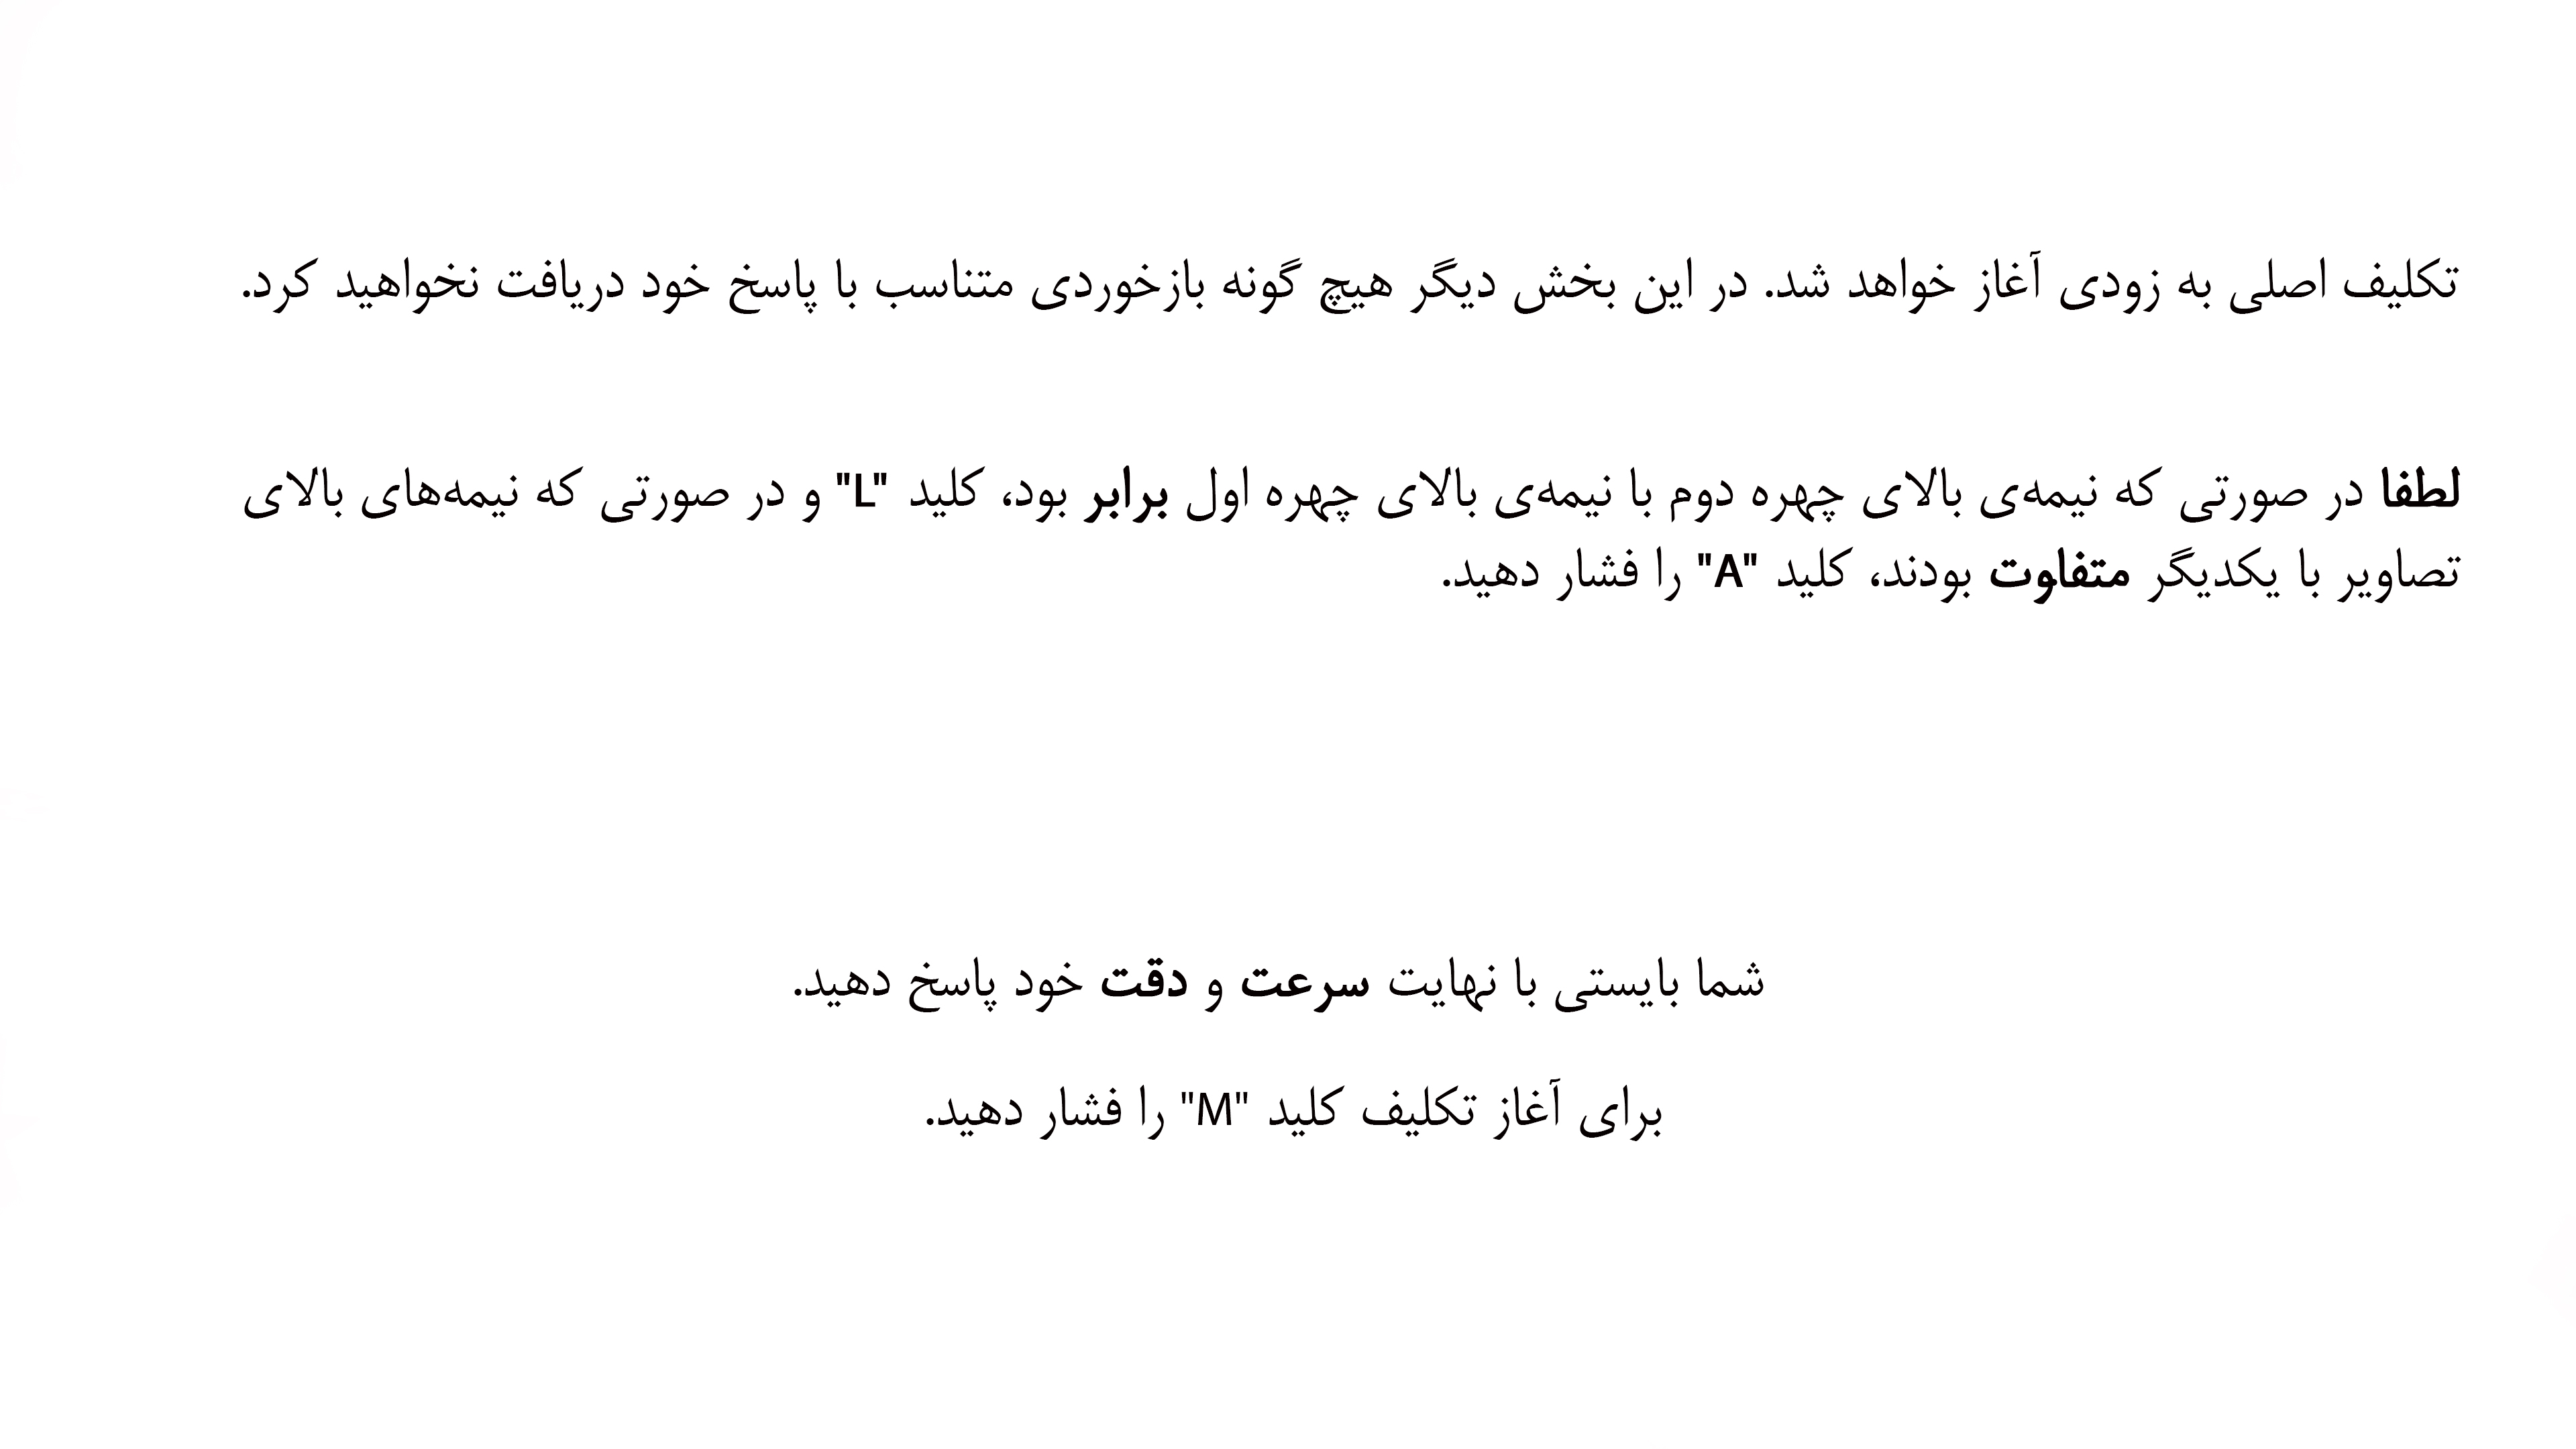 تکلیف اصلی به زودی آغاز خواهد شد. در این بخش دیگر هیچ گونه بازخوردی متناسب با پاسخ خود دریافت نخواهید کرد.
لطفا در صورتی که نیمه‌ی بالای چهره دوم با نیمه‌ی بالای چهره اول برابر بود، کلید "L" و در صورتی که نیمه‌های بالای
تصاویر با یکدیگر متفاوت بودند، کلید "A" را فشار دهید.
شما بایستی با نهایت سرعت و دقت خود پاسخ دهید.
برای آغاز تکلیف کلید "M" را فشار دهید.